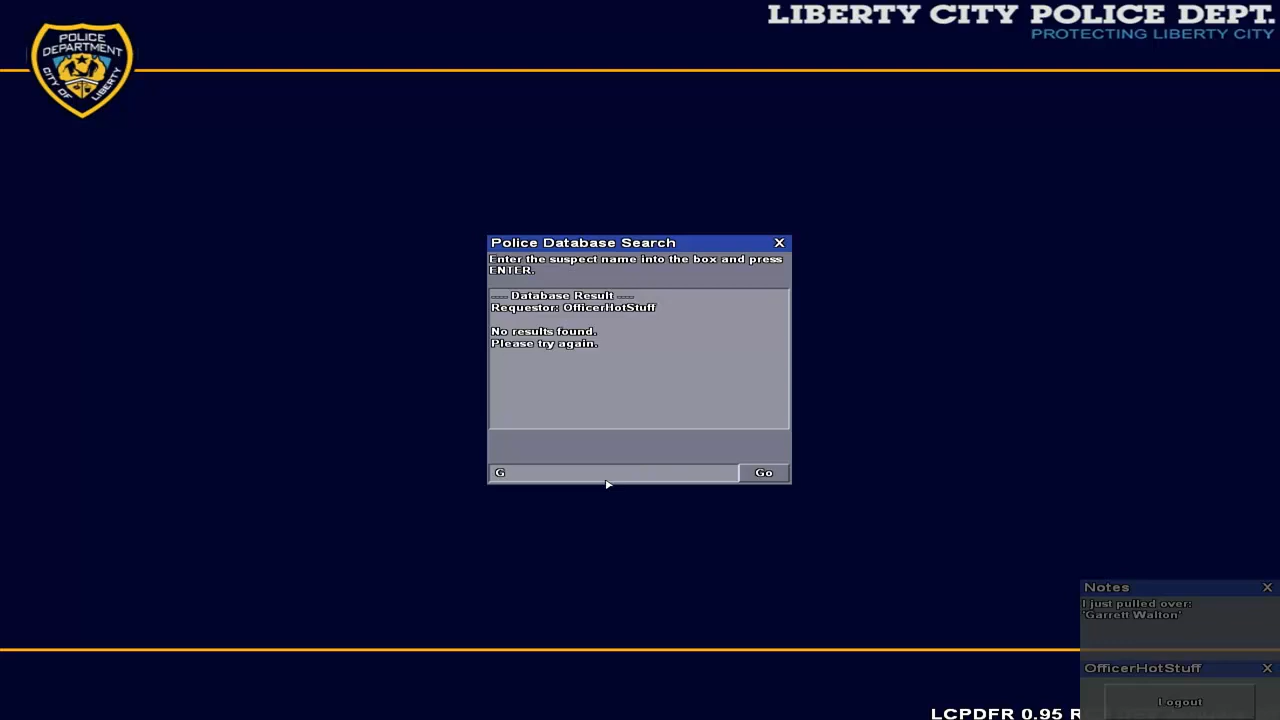 LIBERTY CITY POLICE DEPT.
PROTECTING LIBERTY CITY
POLICE
DEPARTMENT
CITY OF LIBERTY
Police Database Search X
Enter the suspect name into the box and press
ENTER.
---- Database Result ----
Requestor: OfficerHotStuff
No results found.
Please try again.
G Go
Notes X
I just pulled over:
'Garrett Walton'
OfficerHotStuff X
Logout
LCPDFR 0.95 R